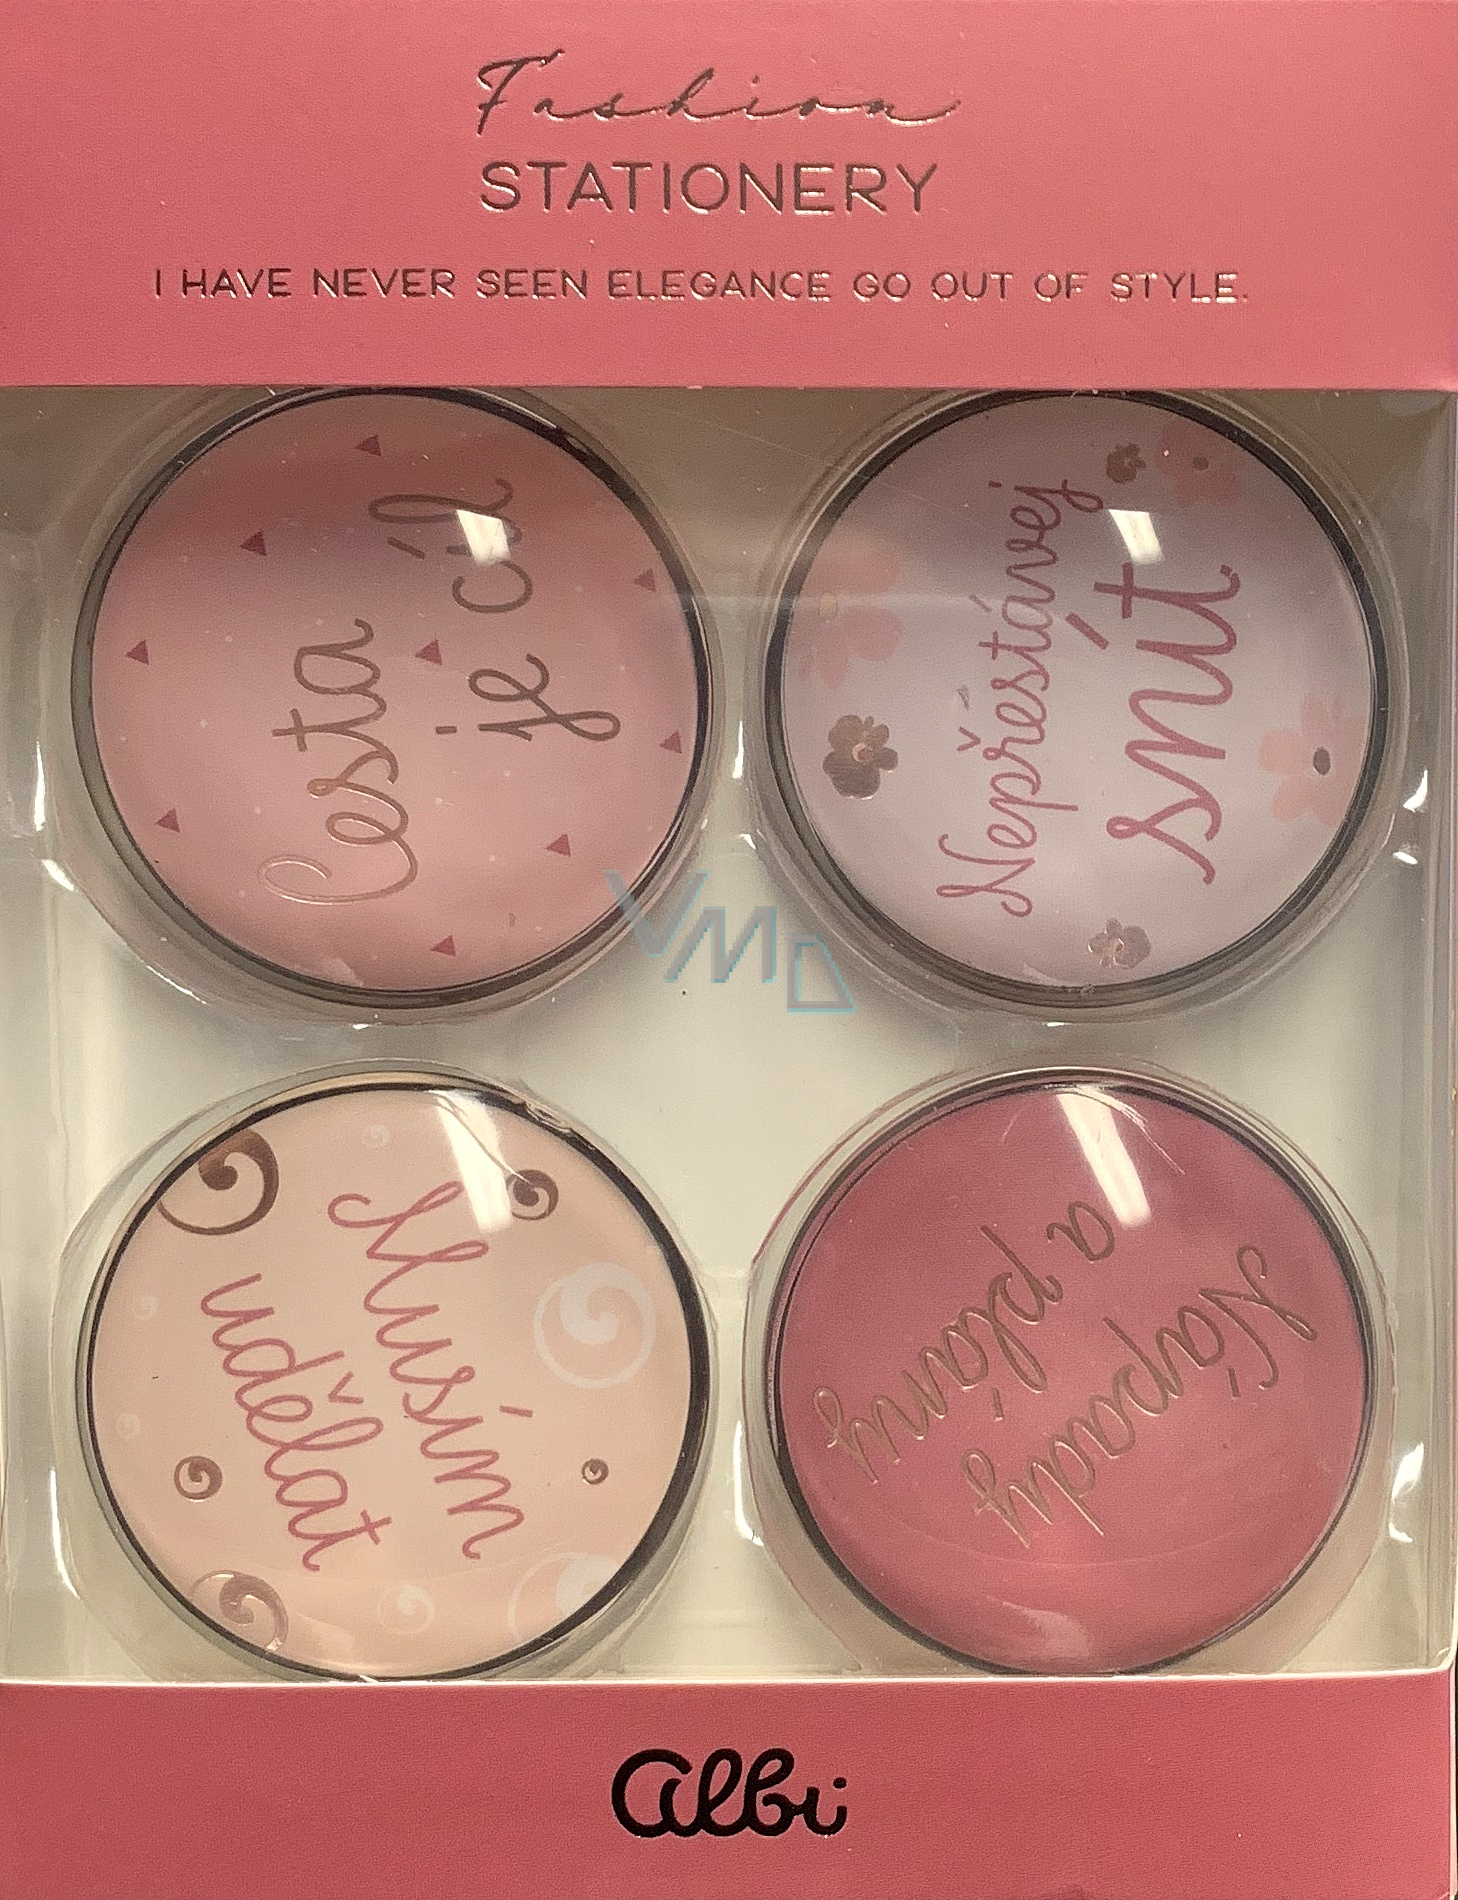 Fashion
STATIONERY
I HAVE NEVER SEEN ELEGANCE GO OUT OF STYLE.
Cesta
je cíl
Nepřestávej
snít
VMD
Musím
udělat
Nápady
a plány
albi